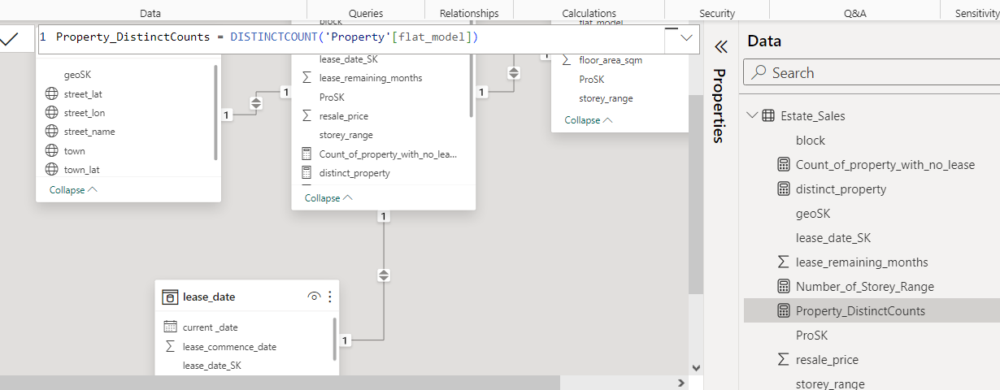 Data Queries Relationships Calculations Security Q&A Sensitivity
block
flat_model
1 Property_DistinctCounts = DISTINCTCOUNT('Property'[flat_model])
geoSK
street_lat
street_lon
street_name
town
town_lat
Collapse
1
1
lease_date_SK
lease_remaining_months
ProSK
resale_price
storey_range
Count_of_property_with_no_lea...
distinct_property
Collapse
1
1
floor_area_sqm
ProSK
storey_range
Collapse
1
1
lease_date
current _date
lease_commence_date
lease_date_SK
1
Properties
Data
Search
Estate_Sales
block
Count_of_property_with_no_lease
distinct_property
geoSK
lease_date_SK
lease_remaining_months
Number_of_Storey_Range
Property_DistinctCounts
ProSK
resale_price
storey_range